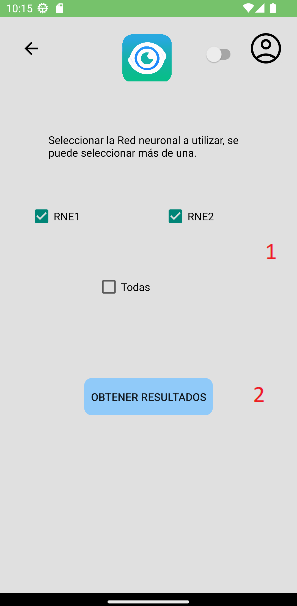 10:15
Seleccionar la Red neuronal a utilizar, se
puede seleccionar más de una.
RNE1 RNE2
1
Todas
OBTENER RESULTADOS 2